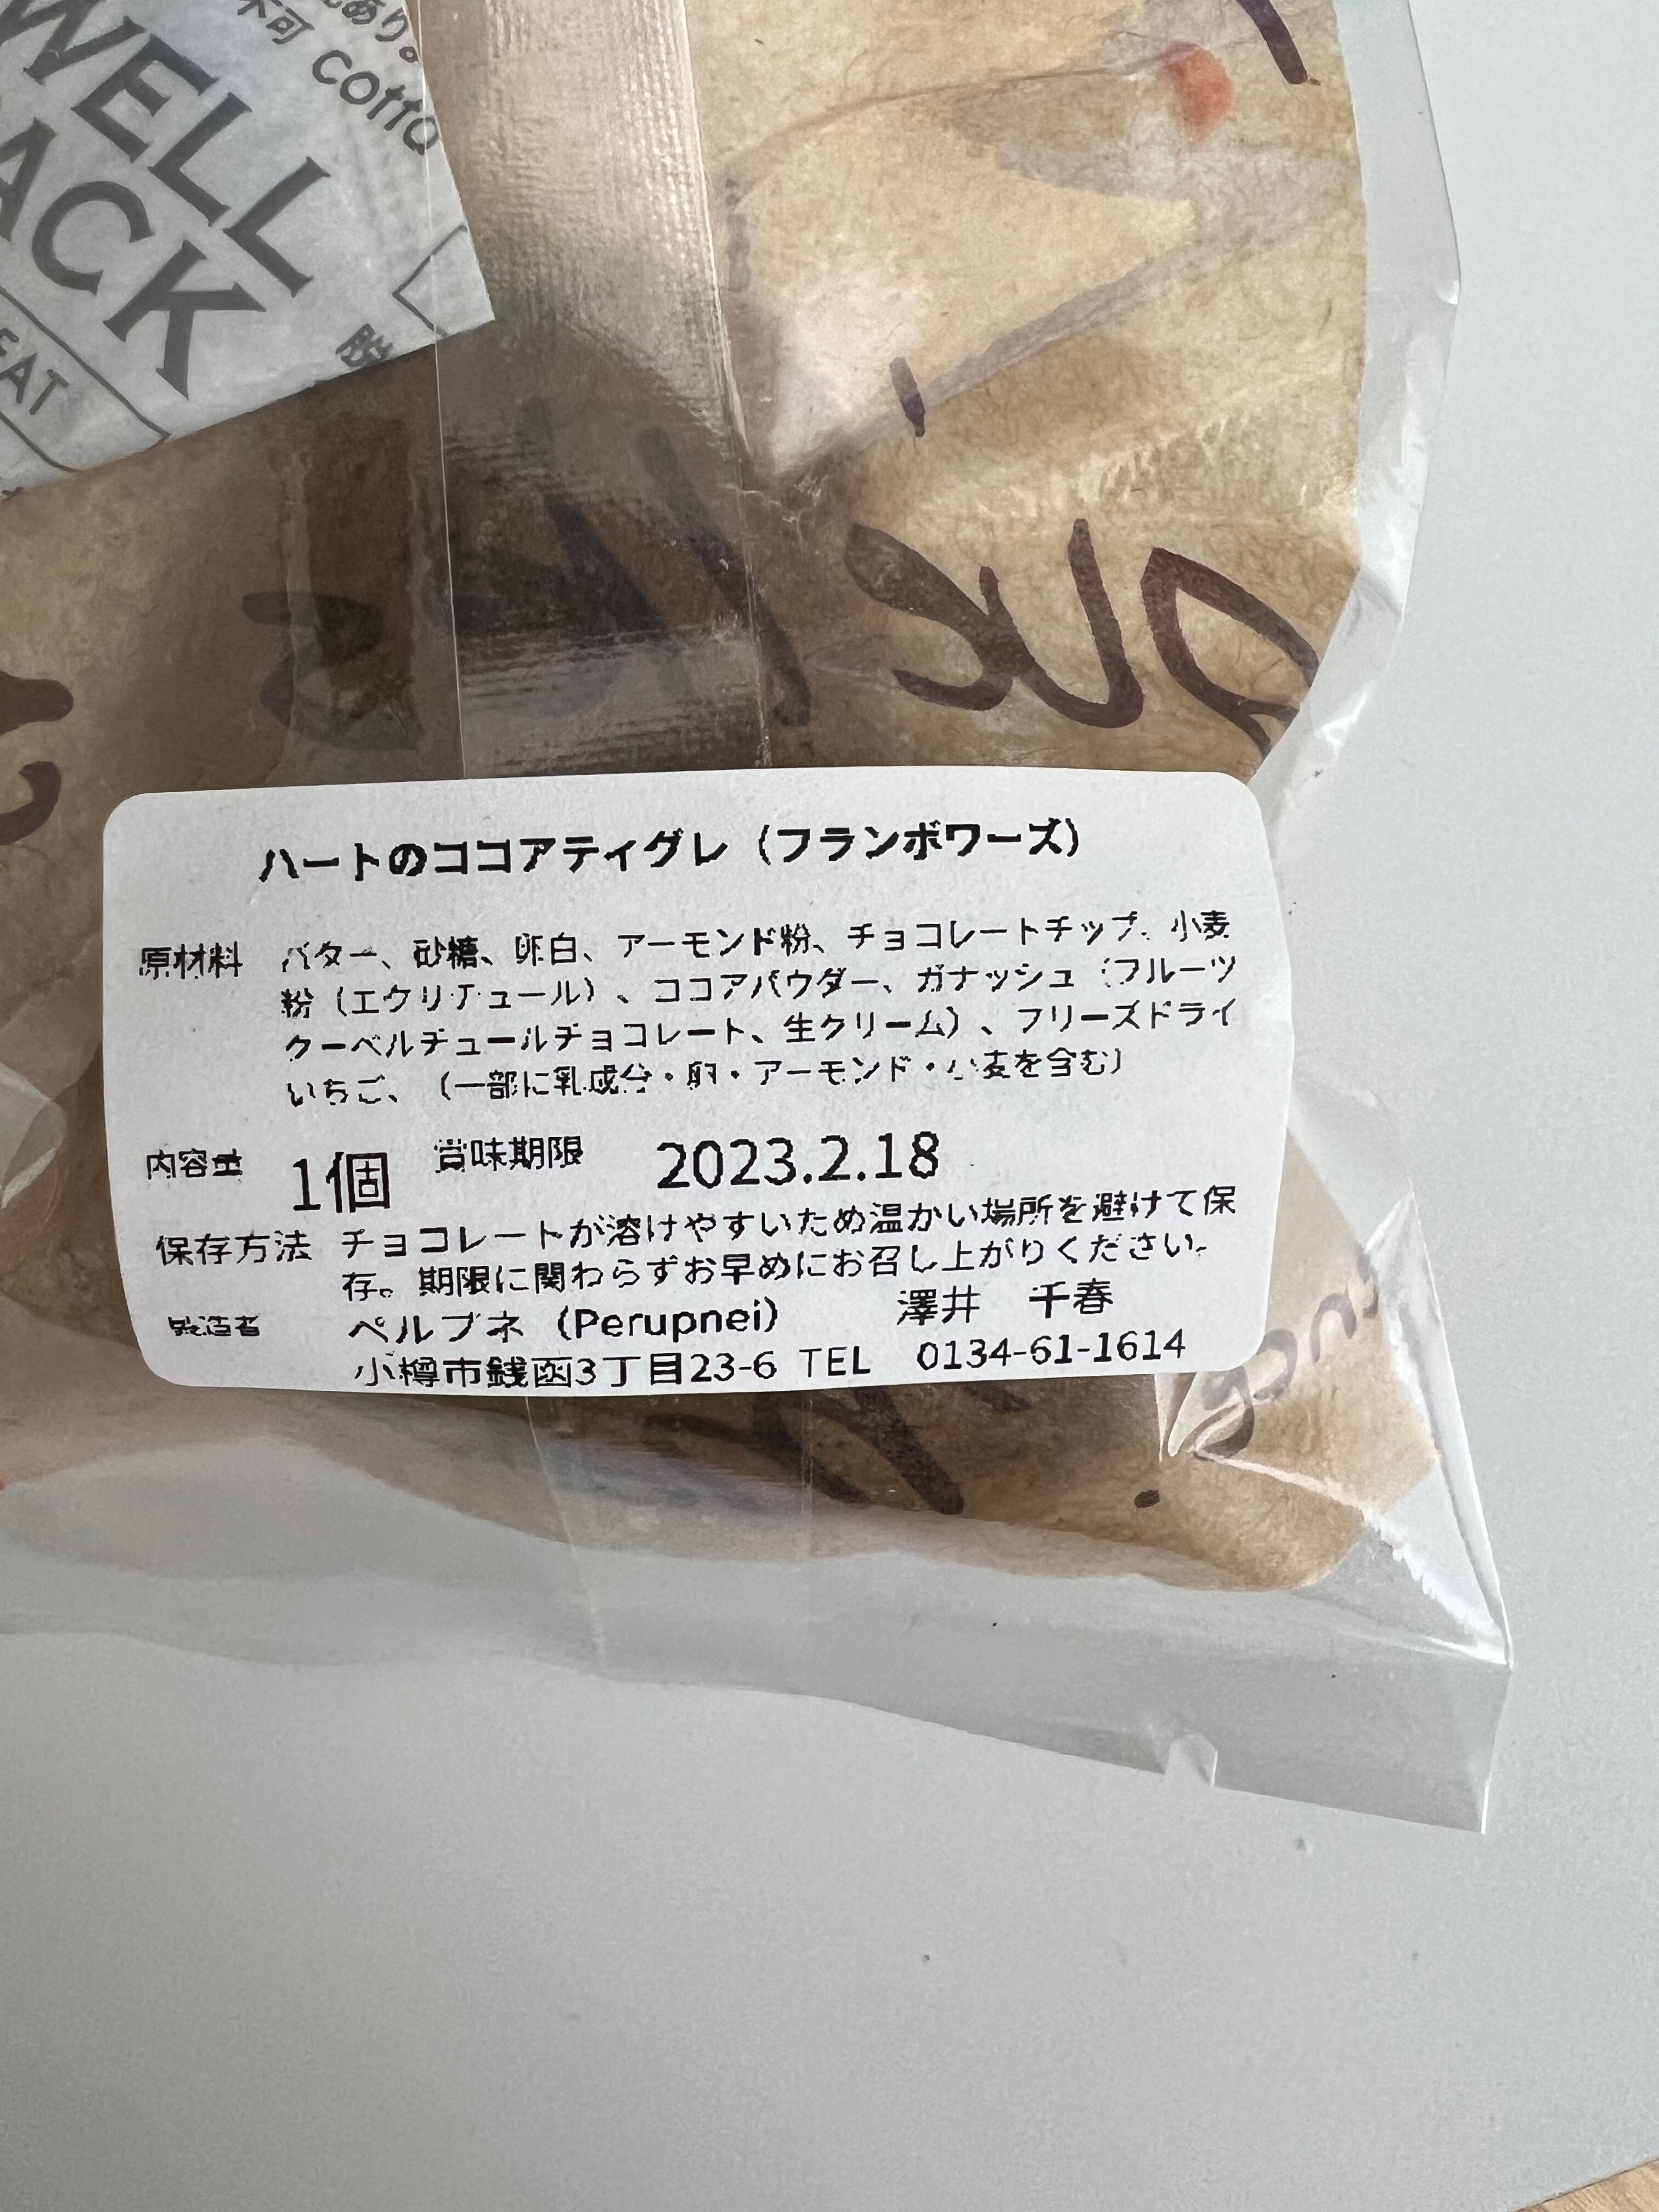 WELL
ACK
EAT
不可 cotto
あり。
ハートのココアティグレ（フランボワーズ）
原材料 バター、砂糖、卵白、アーモンド粉、チョコレートチップ、小麦
粉（エクリチュール）、ココアパウダー、ガナッシュ（フルーツ
クーベルチュールチョコレート、生クリーム）、フリーズドライ
いちご、（一部に乳成分・卵・アーモンド・小麦を含む）
内容量 1個 賞味期限 2023.2.18
保存方法 チョコレートが溶けやすいため温かい場所を避けて保
存。期限に関わらずお早めにお召し上がりください。
製造者 ペルプネ（Perupnei） 澤井 千春
小樽市銭函3丁目23-6 TEL 0134-61-1614